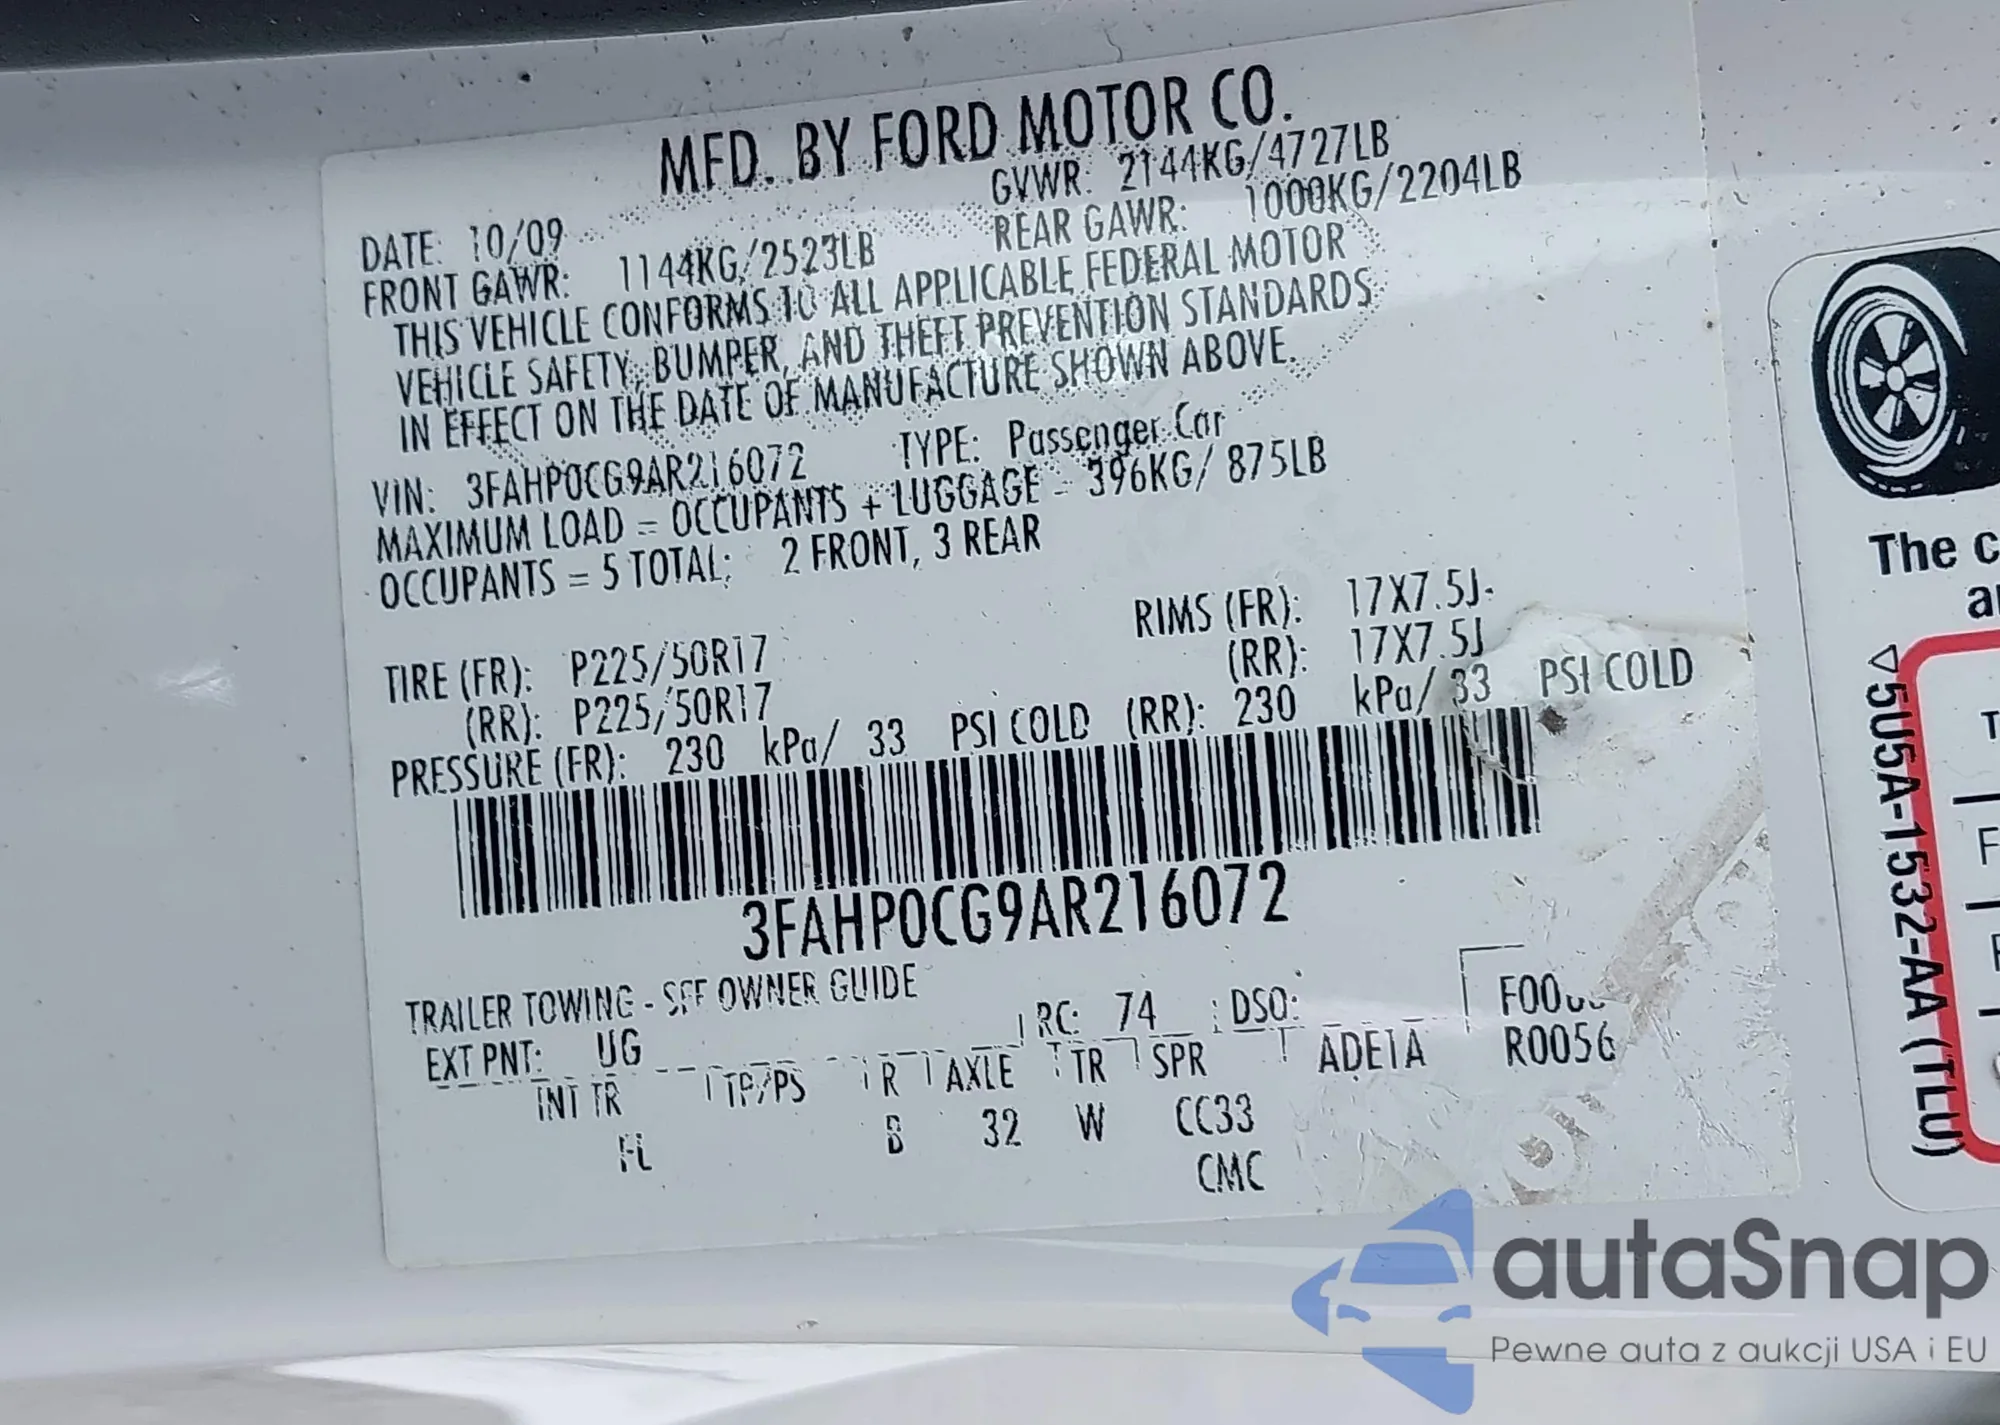 MFD. BY FORD MOTOR CO.
DATE: 10/09 GVWR: 2144KG/4727LB
FRONT GAWR: 1144KG/2523LB REAR GAWR: 1000KG/2204LB
THIS VEHICLE CONFORMS TO ALL APPLICABLE FEDERAL MOTOR
VEHICLE SAFETY, BUMPER, AND THEFT PREVENTION STANDARDS
IN EFFECT ON THE DATE OF MANUFACTURE SHOWN ABOVE.
VIN: 3FAHP0CG9AR216072 TYPE: Passenger Car
MAXIMUM LOAD = OCCUPANTS + LUGGAGE = 396KG/ 875LB
OCCUPANTS = 5 TOTAL; 2 FRONT, 3 REAR
TIRE (FR): P225/50R17 RIMS (FR): 17X7.5J
(RR): P225/50R17 (RR): 17X7.5J
PRESSURE (FR): 230 kPa/ 33 PSI COLD (RR): 230 kPa/ 33 PSI COLD
3FAHP0CG9AR216072
TRAILER TOWING - SEE OWNER GUIDE
EXT PNT: UG RC: 74 DSO:
R0056
INT TR TP/PS R AXLE TR SPR ADEIA
B 32 W CC33
CMC
The
5U5A-1532-AA (TLU)
autaSnap
Pewne auta z aukcji USA i EU